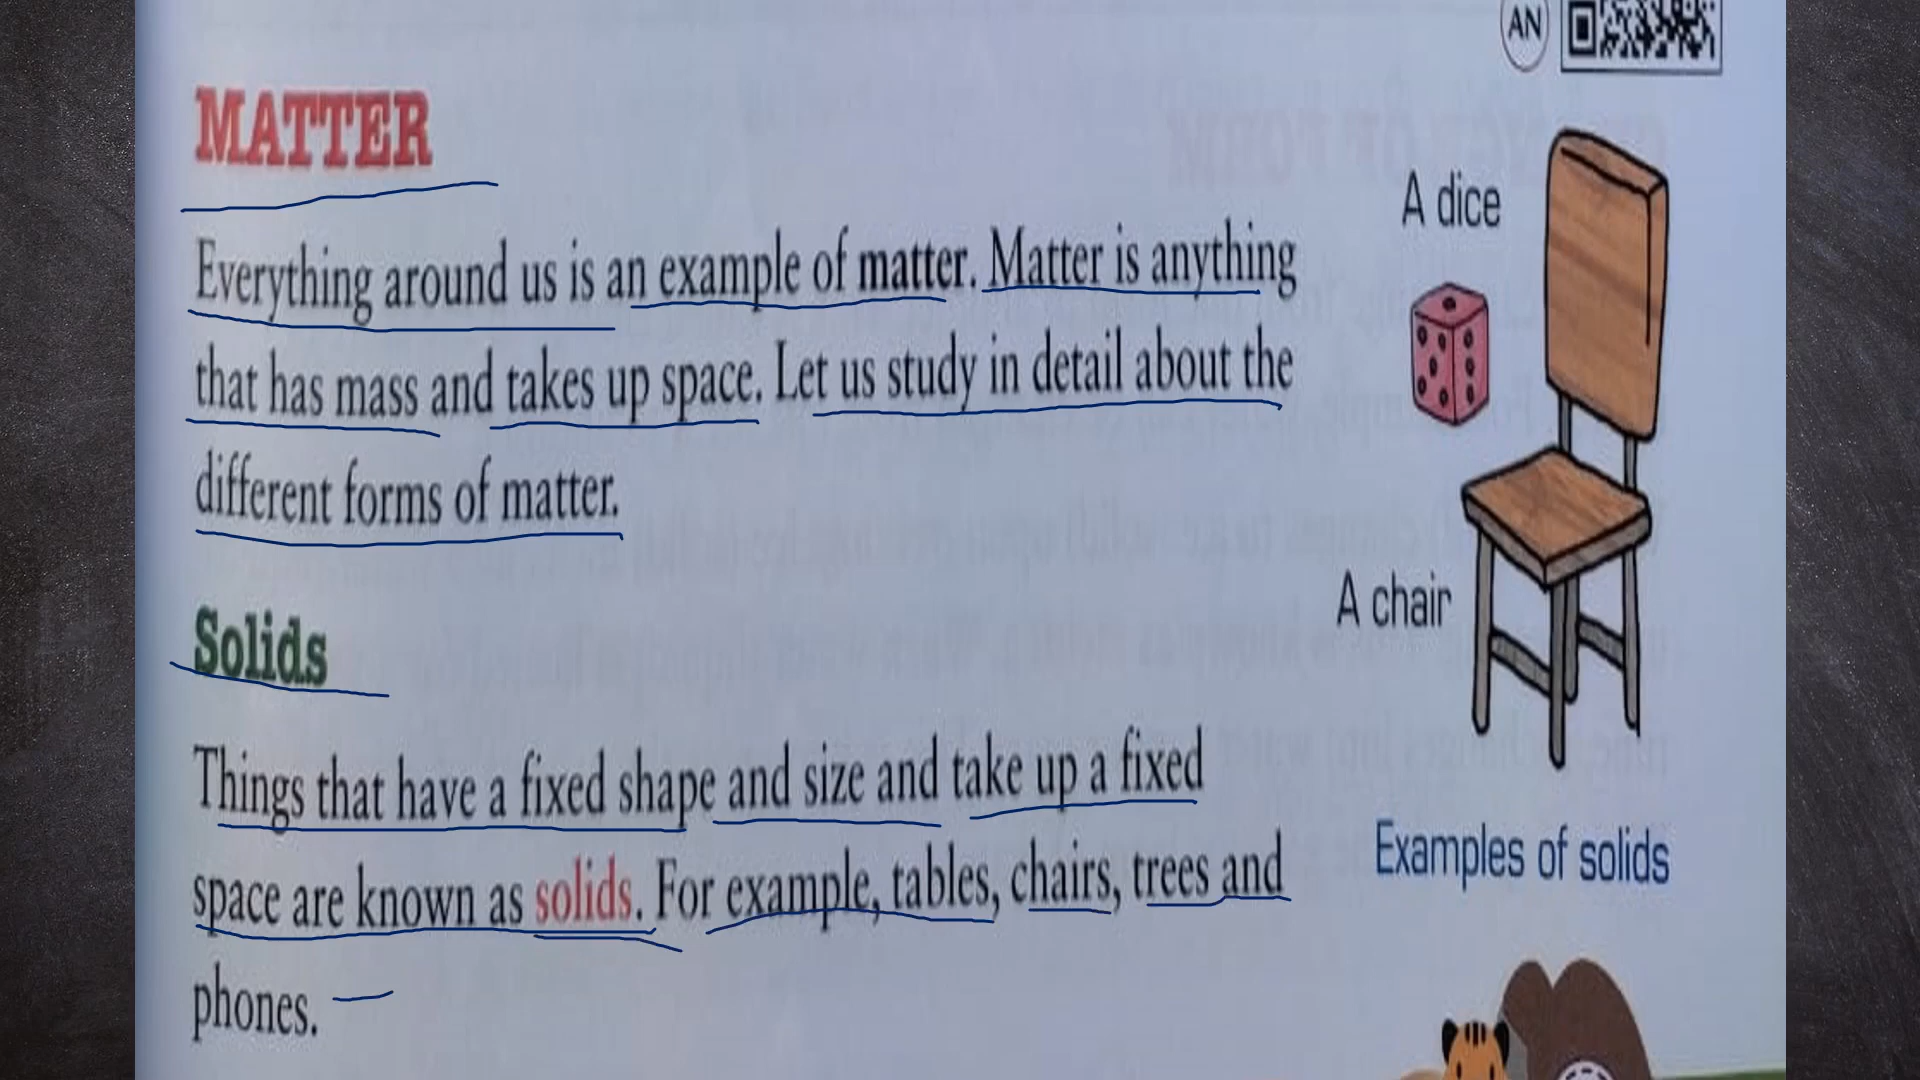 AN
MATTER
Everything around us is an example of matter. Matter is anything
that has mass and takes up space. Let us study in detail about the
different forms of matter.
A dice
A chair
Solids
Things that have a fixed shape and size and take up a fixed
space are known as solids. For example, tables, chairs, trees and
phones.
Examples of solids